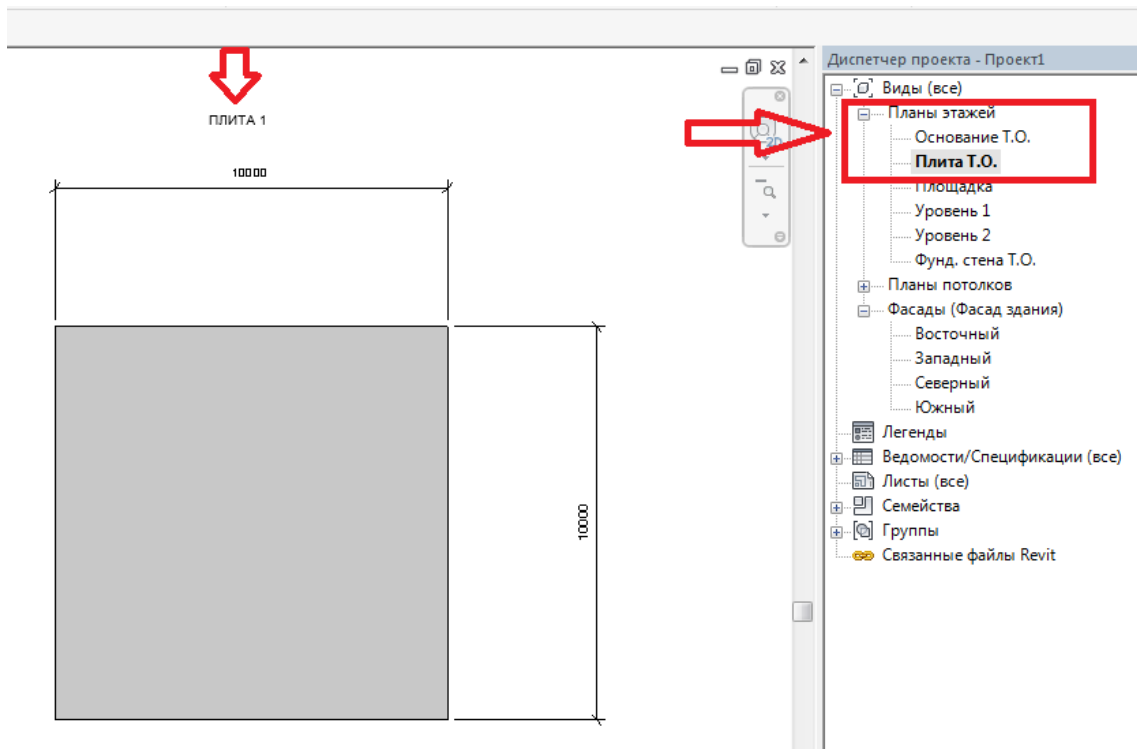 ПЛИТА 1
10000
10000
2D
Диспетчер проекта - Проект1
Виды (все)
Планы этажей
Основание Т.О.
Плита Т.О.
Площадка
Уровень 1
Уровень 2
Фунд. стена Т.О.
Планы потолков
Фасады (Фасад здания)
Восточный
Западный
Северный
Южный
Легенды
Ведомости/Спецификации (все)
Листы (все)
Семейства
Группы
Связанные файлы Revit